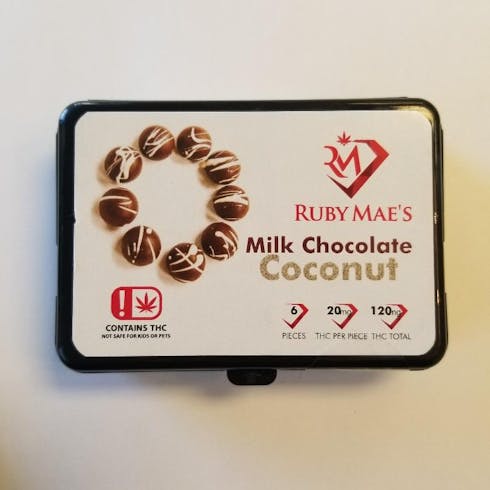 RM
RUBY MAE'S
Milk Chocolate
Coconut
!
CONTAINS THC
NOT SAFE FOR KIDS OR PETS
6
PIECES
20mg
THC PER PIECE
120mg
THC TOTAL